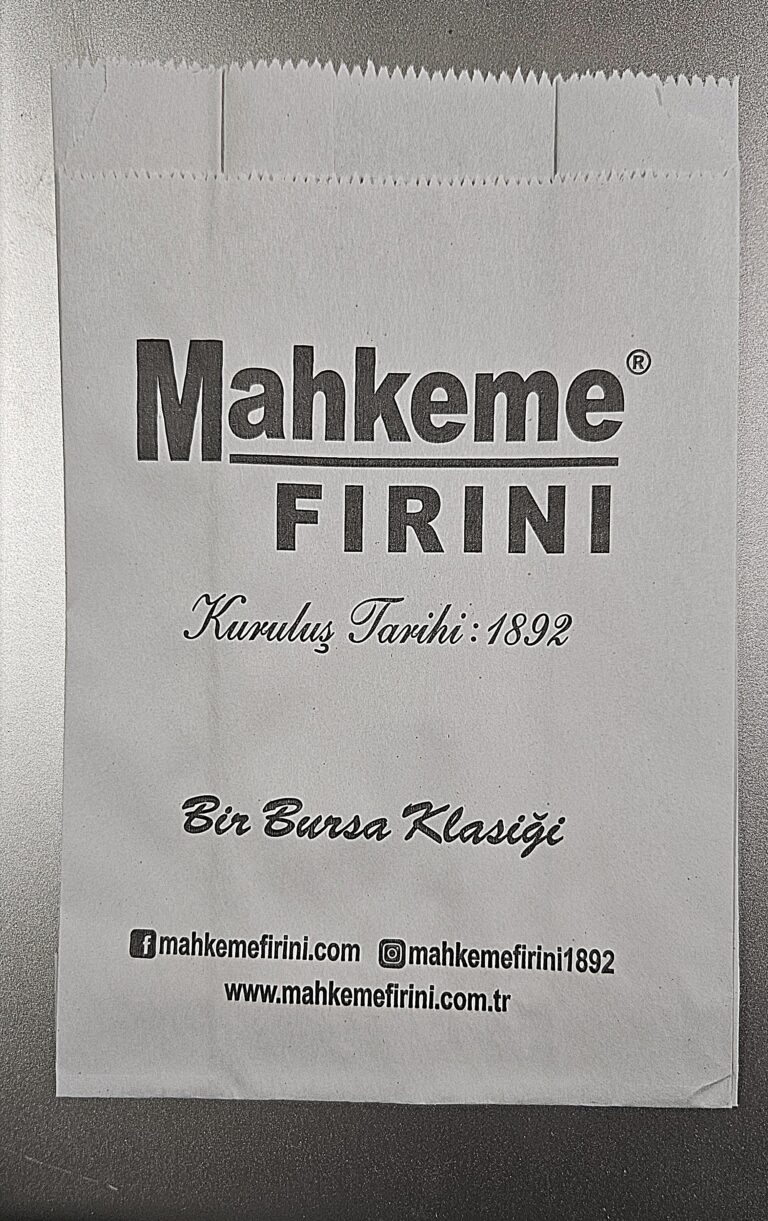 Mahkeme®
FIRINI
Kuruluş Tarihi : 1892
Bir Bursa Klasiği
mahkemefirini.com mahkemefirini1892
www.mahkemefirini.com.tr